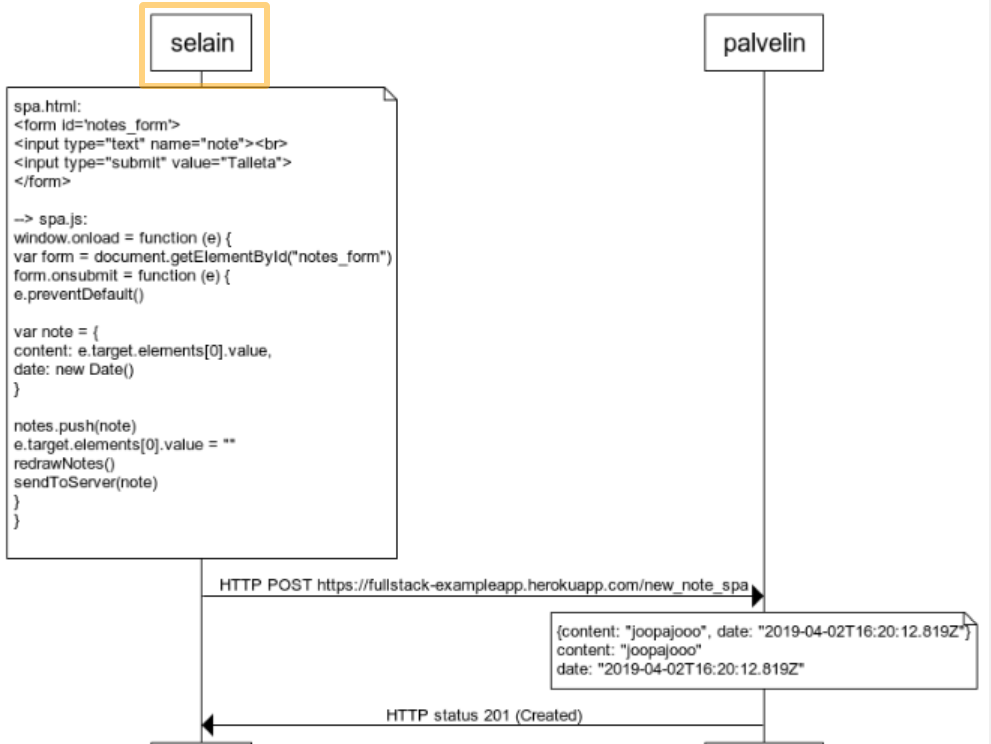 selain
palvelin
spa.html:
<form id='notes_form'>
<input type="text" name="note"><br>
<input type="submit" value="Talleta">
</form>
--> spa.js:
window.onload = function (e) {
var form = document.getElementById("notes_form")
form.onsubmit = function (e) {
e.preventDefault()
var note = {
content: e.target.elements[0].value,
date: new Date()
}
notes.push(note)
e.target.elements[0].value = ""
redrawNotes()
sendToServer(note)
}
}
HTTP POST https://fullstack-exampleapp.herokuapp.com/new_note_spa
{content: "joopajooo", date: "2019-04-02T16:20:12.819Z"}
content: "joopajooo"
date: "2019-04-02T16:20:12.819Z"
HTTP status 201 (Created)